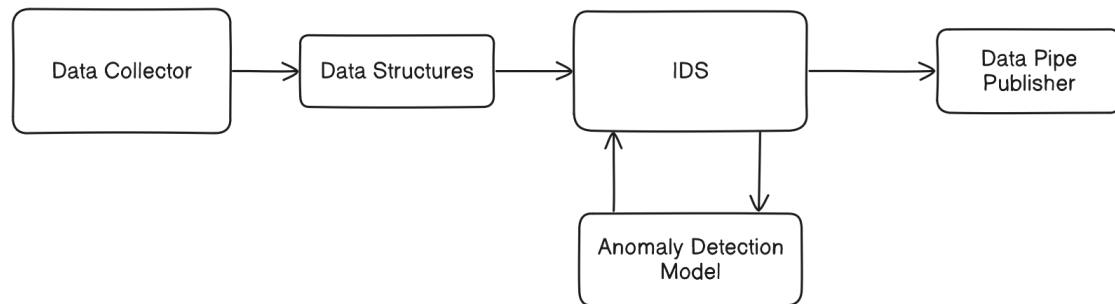 Data Collector
Data Structures
IDS
Data Pipe
Publisher
Anomaly Detection
Model